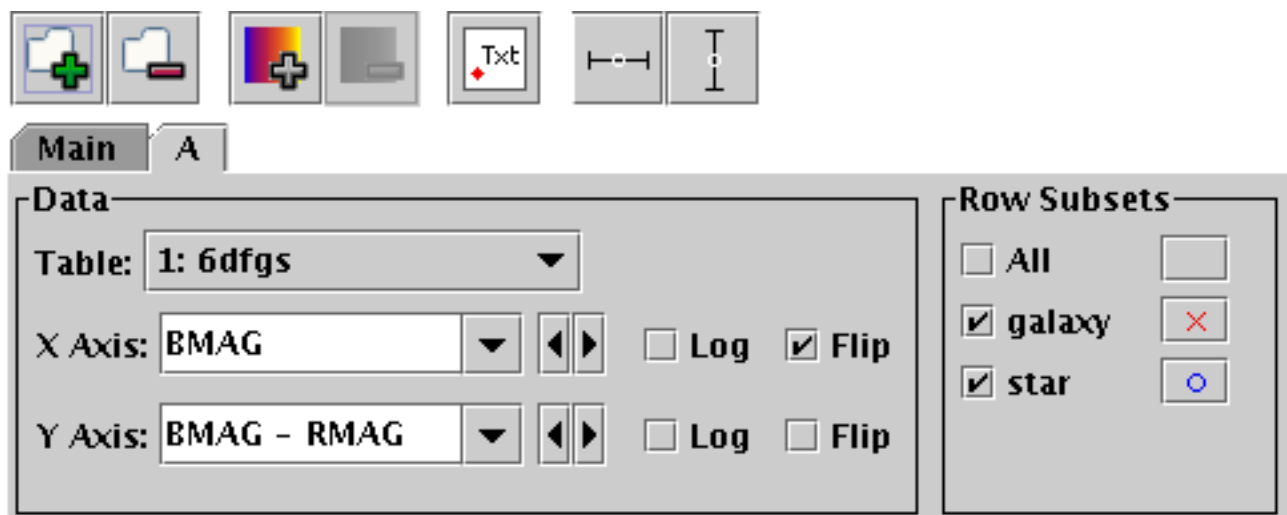 Txt
Main A
Data
Table: 1: 6dfgs
X Axis: BMAG Log Flip
Y Axis: BMAG - RMAG Log Flip
Row Subsets
All
galaxy
star